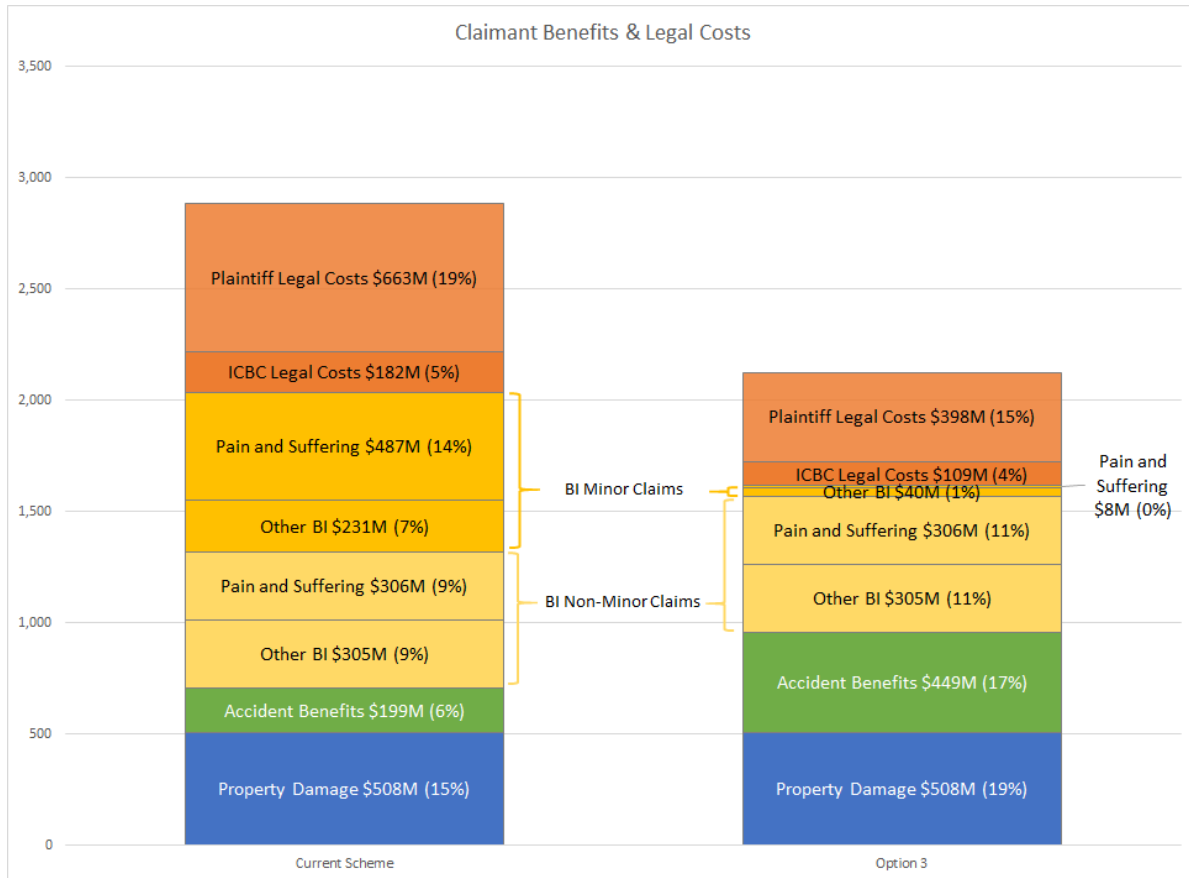 Claimant Benefits & Legal Costs
3,500
3,000
2,500
2,000
1,500
1,000
500
0
Plaintiff Legal Costs $663M (19%)
ICBC Legal Costs $182M (5%)
Pain and Suffering $487M (14%)
Other BI $231M (7%)
Pain and Suffering $306M (9%)
Other BI $305M (9%)
Accident Benefits $199M (6%)
Property Damage $508M (15%)
BI Minor Claims
BI Non-Minor Claims
Plaintiff Legal Costs $398M (15%)
ICBC Legal Costs $109M (4%)
Other BI $40M (1%)
Pain and
Suffering
$8M (0%)
Pain and Suffering $306M (11%)
Other BI $305M (11%)
Accident Benefits $449M (17%)
Property Damage $508M (19%)
Current Scheme
Option 3